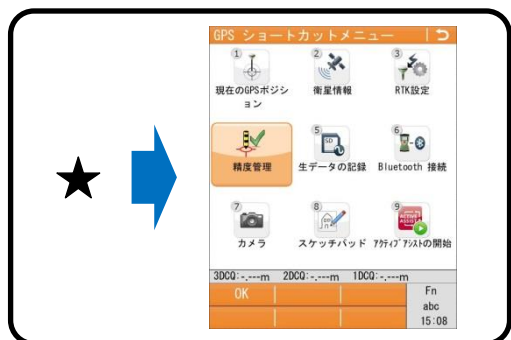 GPS ショートカットメニュー
1 2 3
現在のGPSポジシ
ョン
衛星情報
RTK設定
5 6
精度管理
生データの記録
Bluetooth 接続
7 8 9
カメラ
スケッチパッド
アクティブアシストの開始
3DCQ:-.---m 2DCQ:-.---m 1DCQ:-.---m
OK
Fn
abc
15:08